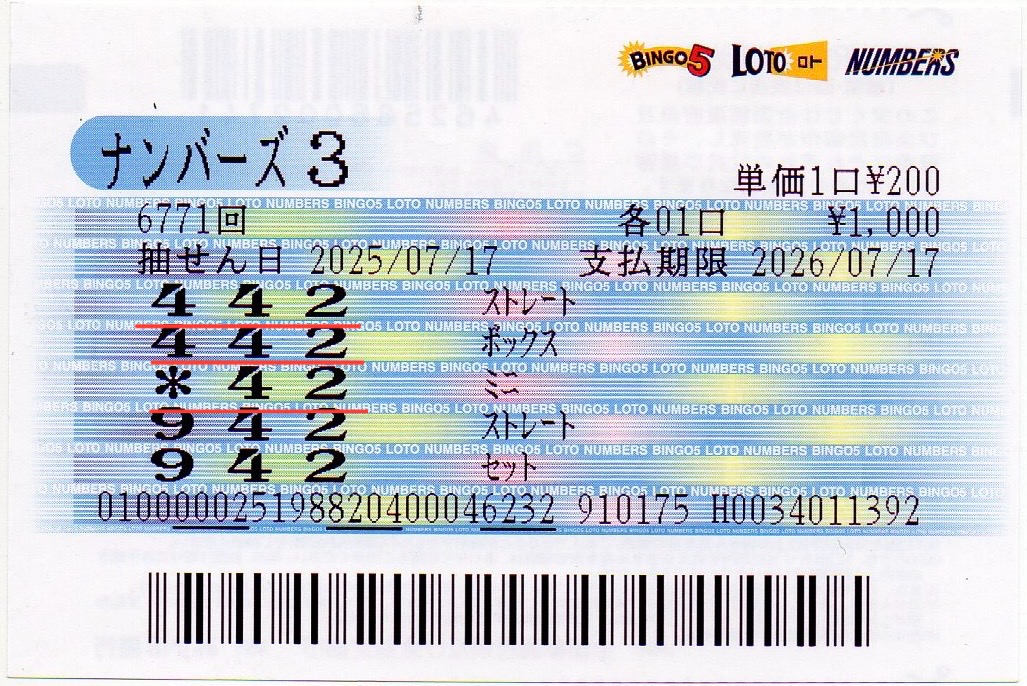 BINGO5 LOTO ロト NUMBERS
ナンバーズ 3
単価1口¥200
6771回 各01口 ¥1,000
抽せん日 2025/07/17 支払期限 2026/07/17
4 4 2 ストレート
4 4 2 ボックス
* 4 2 ミニ
9 4 2 ストレート
9 4 2 セット
010000025198820400046232 910175 H0034011392